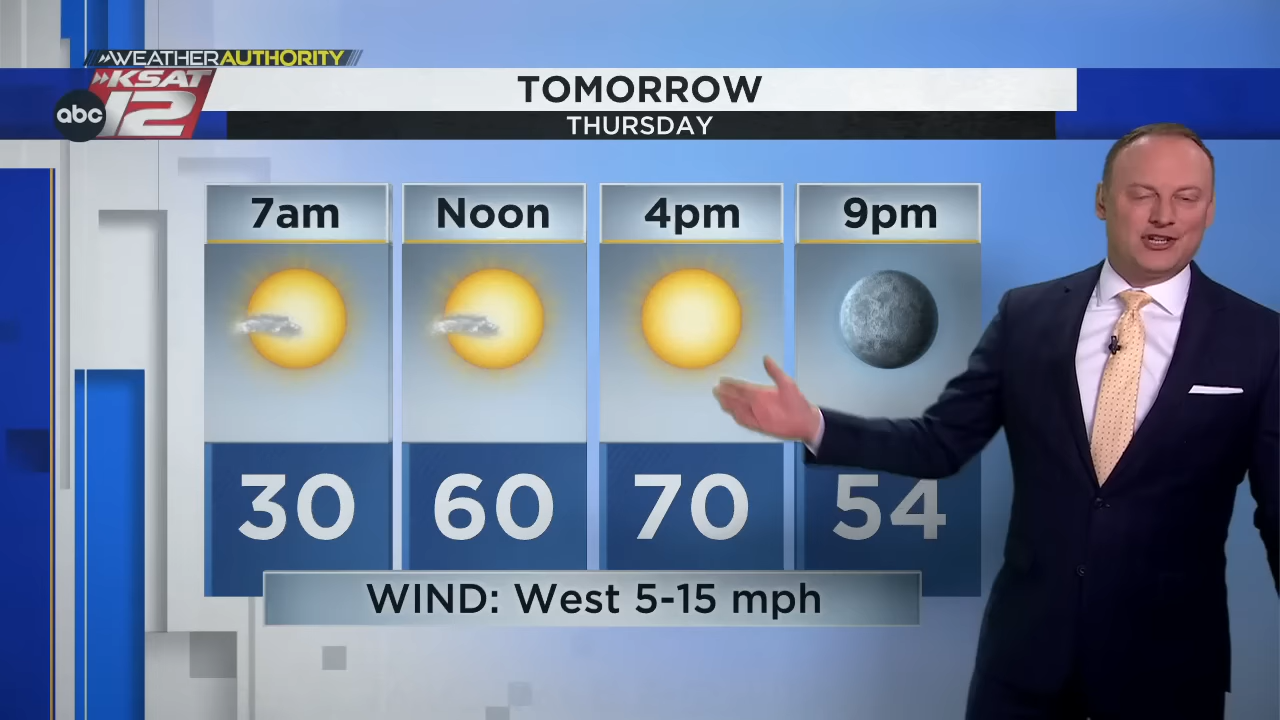 WEATHERAUTHORITY
KSAT
abc 12
TOMORROW
THURSDAY
7am Noon 4pm 9pm
30 60 70 54
WIND: West 5-15 mph